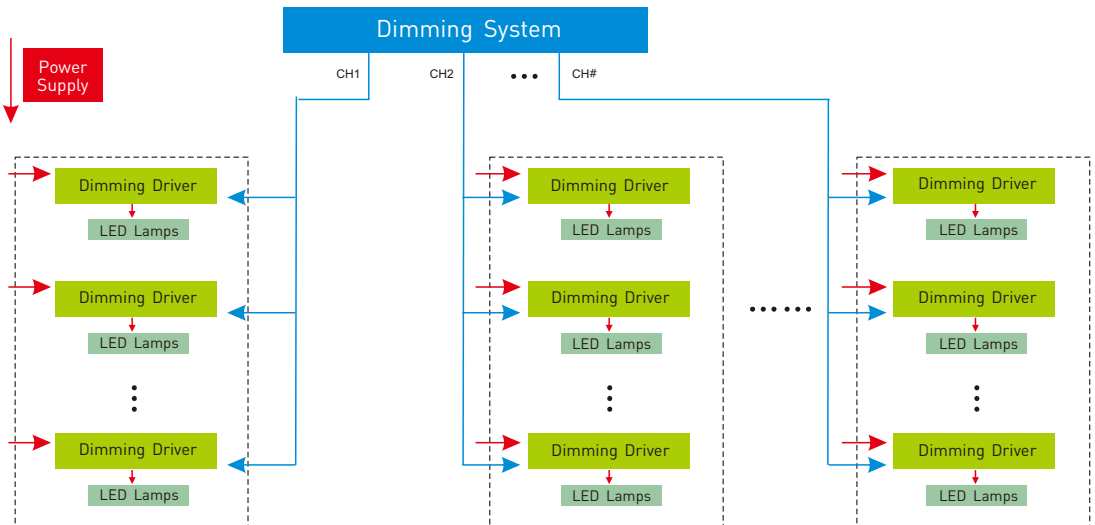 Dimming System
Power
Supply
CH1
CH2
CH#
Dimming Driver
LED Lamps
Dimming Driver
LED Lamps
Dimming Driver
LED Lamps
Dimming Driver
LED Lamps
Dimming Driver
LED Lamps
Dimming Driver
LED Lamps
Dimming Driver
LED Lamps
Dimming Driver
LED Lamps
Dimming Driver
LED Lamps